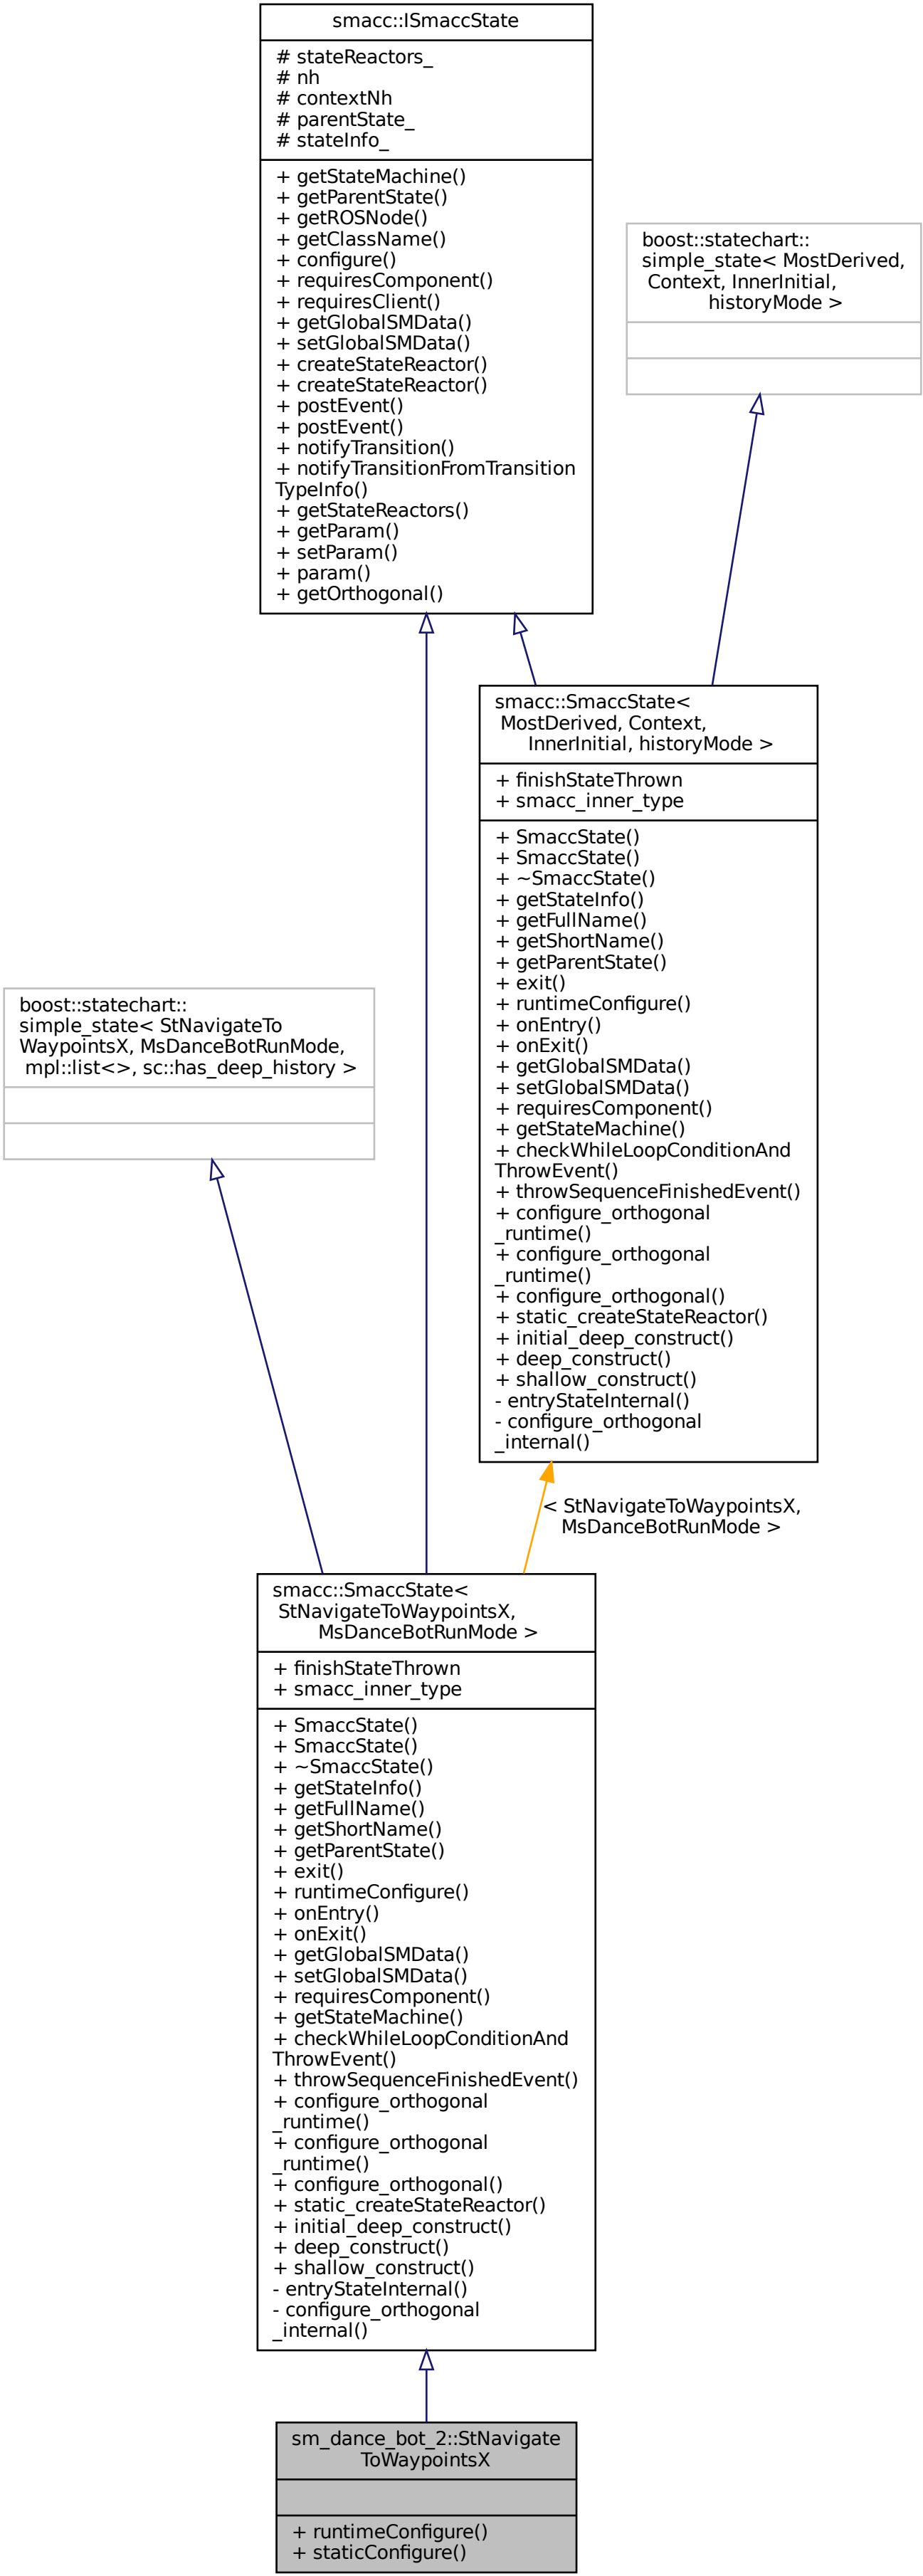 smacc::ISmaccState
# stateReactors_
# nh
# contextNh
# parentState_
# stateInfo_
+ getStateMachine()
+ getParentState()
+ getROSNode()
+ getClassName()
+ configure()
+ requiresComponent()
+ requiresClient()
+ getGlobalSMData()
+ setGlobalSMData()
+ createStateReactor()
+ createStateReactor()
+ postEvent()
+ postEvent()
+ notifyTransition()
+ notifyTransitionFromTransition
TypeInfo()
+ getStateReactors()
+ getParam()
+ setParam()
+ param()
+ getOrthogonal()
boost::statechart::
simple_state< MostDerived,
Context, InnerInitial,
historyMode >
smacc::SmaccState<
MostDerived, Context,
InnerInitial, historyMode >
+ finishStateThrown
+ smacc_inner_type
+ SmaccState()
+ SmaccState()
+ ~SmaccState()
+ getStateInfo()
+ getFullName()
+ getShortName()
+ getParentState()
+ exit()
+ runtimeConfigure()
+ onEntry()
+ onExit()
+ getGlobalSMData()
+ setGlobalSMData()
+ requiresComponent()
+ getStateMachine()
+ checkWhileLoopConditionAnd
ThrowEvent()
+ throwSequenceFinishedEvent()
+ configure_orthogonal
_runtime()
+ configure_orthogonal
_runtime()
+ configure_orthogonal()
+ static_createStateReactor()
+ initial_deep_construct()
+ deep_construct()
+ shallow_construct()
- entryStateInternal()
- configure_orthogonal
_internal()
boost::statechart::
simple_state< StNavigateTo
WaypointsX, MsDanceBotRunMode,
mpl::list<>, sc::has_deep_history >
< StNavigateToWaypointsX,
MsDanceBotRunMode >
smacc::SmaccState<
StNavigateToWaypointsX,
MsDanceBotRunMode >
+ finishStateThrown
+ smacc_inner_type
+ SmaccState()
+ SmaccState()
+ ~SmaccState()
+ getStateInfo()
+ getFullName()
+ getShortName()
+ getParentState()
+ exit()
+ runtimeConfigure()
+ onEntry()
+ onExit()
+ getGlobalSMData()
+ setGlobalSMData()
+ requiresComponent()
+ getStateMachine()
+ checkWhileLoopConditionAnd
ThrowEvent()
+ throwSequenceFinishedEvent()
+ configure_orthogonal
_runtime()
+ configure_orthogonal
_runtime()
+ configure_orthogonal()
+ static_createStateReactor()
+ initial_deep_construct()
+ deep_construct()
+ shallow_construct()
- entryStateInternal()
- configure_orthogonal
_internal()
sm_dance_bot_2::StNavigate
ToWaypointsX
+ runtimeConfigure()
+ staticConfigure()